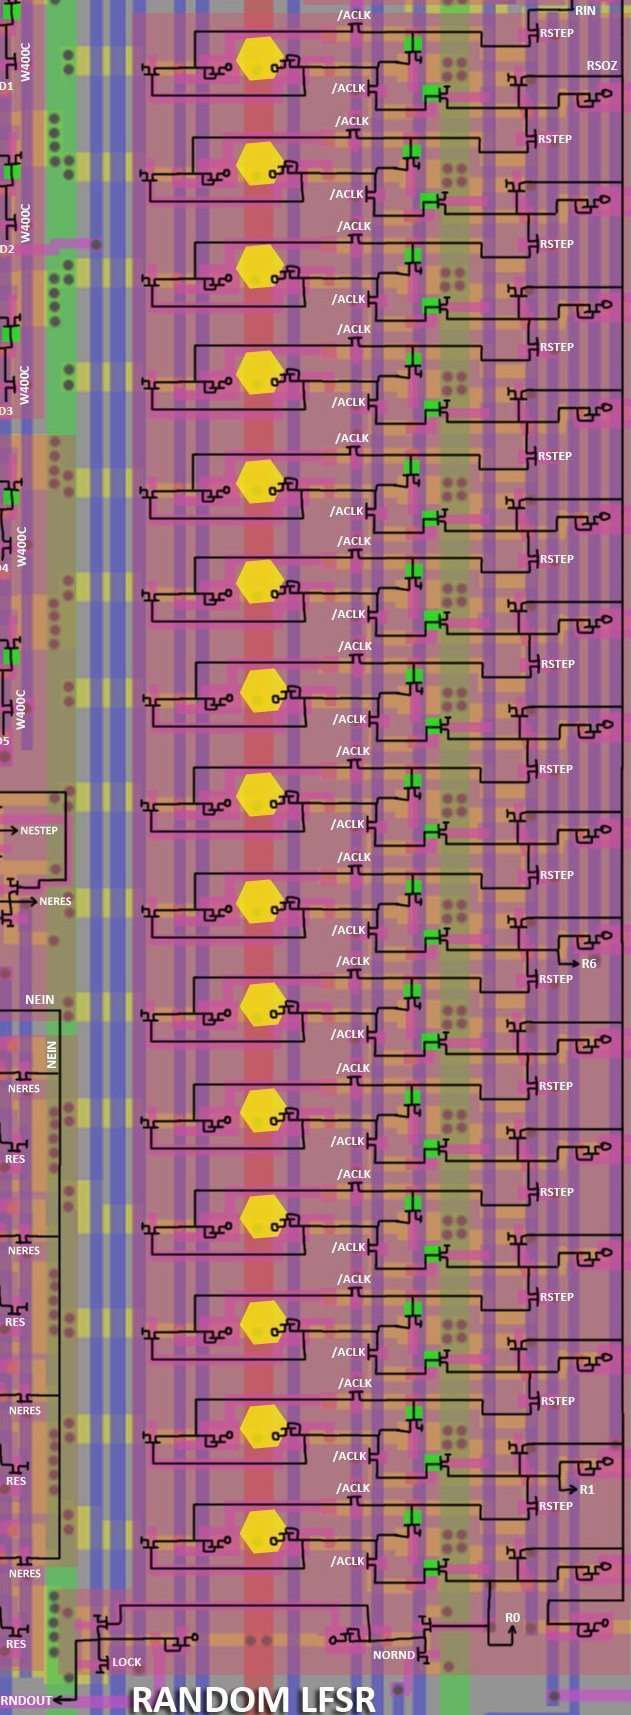 RIN
/ACLK
RSTEP
W400C
RSOZ
D1
/ACLK
/ACLK
RSTEP
/ACLK
W400C
/ACLK
RSTEP
D2
/ACLK
/ACLK
RSTEP
W400C
/ACLK
D3
/ACLK
RSTEP
/ACLK
/ACLK
W400C
RSTEP
4
/ACLK
/ACLK
RSTEP
W400C
/ACLK
5
/ACLK
RSTEP
/ACLK
NESTEP
/ACLK
RSTEP
NERES
/ACLK
/ACLK
R6
RSTEP
NEIN
/ACLK
NEIN
/ACLK
RSTEP
NERES
/ACLK
RES
/ACLK
RSTEP
/ACLK
NERES
/ACLK
RSTEP
RES
/ACLK
/ACLK
RSTEP
NERES
/ACLK
RES
/ACLK
R1
RSTEP
/ACLK
NERES
R0
RES
NORND
LOCK
RNDOUT
RANDOM LFSR